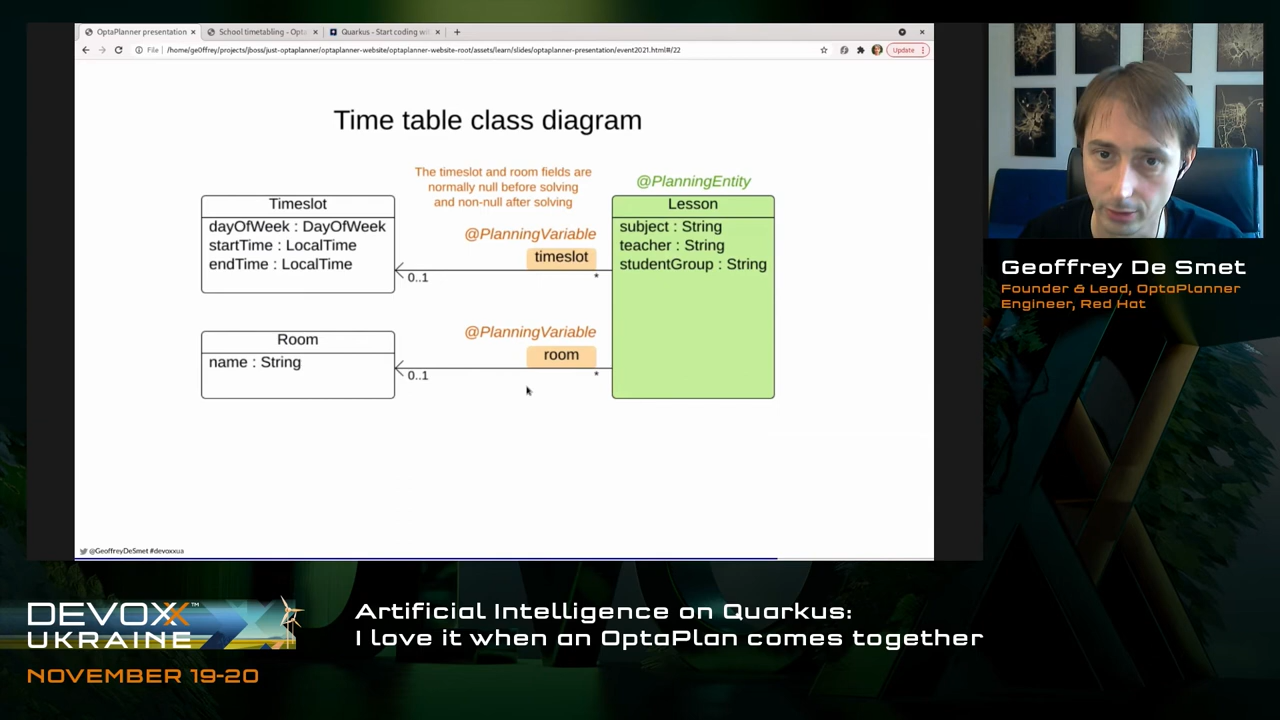 OptaPlanner presentation
School timetabling - Opta
Quarkus - Start coding wi
File
/home/ge0ffrey/projects/jboss/just-optaplanner/optaplanner-website/optaplanner-website-root/assets/learn/slides/optaplanner-presentation/event2021.html#/22
Update
Time table class diagram
The timeslot and room fields are
normally null before solving
and non-null after solving
@PlanningEntity
Timeslot
dayOfWeek : DayOfWeek
startTime : LocalTime
endTime : LocalTime
@PlanningVariable
timeslot
0..1
*
Lesson
subject : String
teacher : String
studentGroup : String
Room
name : String
@PlanningVariable
room
0..1
*
@GeoffreyDeSmet #devoxxua
Geoffrey De Smet
Founder & Lead, OptaPlanner
Engineer, Red Hat
DEVOXX™
UKRAINE
NOVEMBER 19-20
Artificial Intelligence on Quarkus:
I love it when an OptaPlan comes together